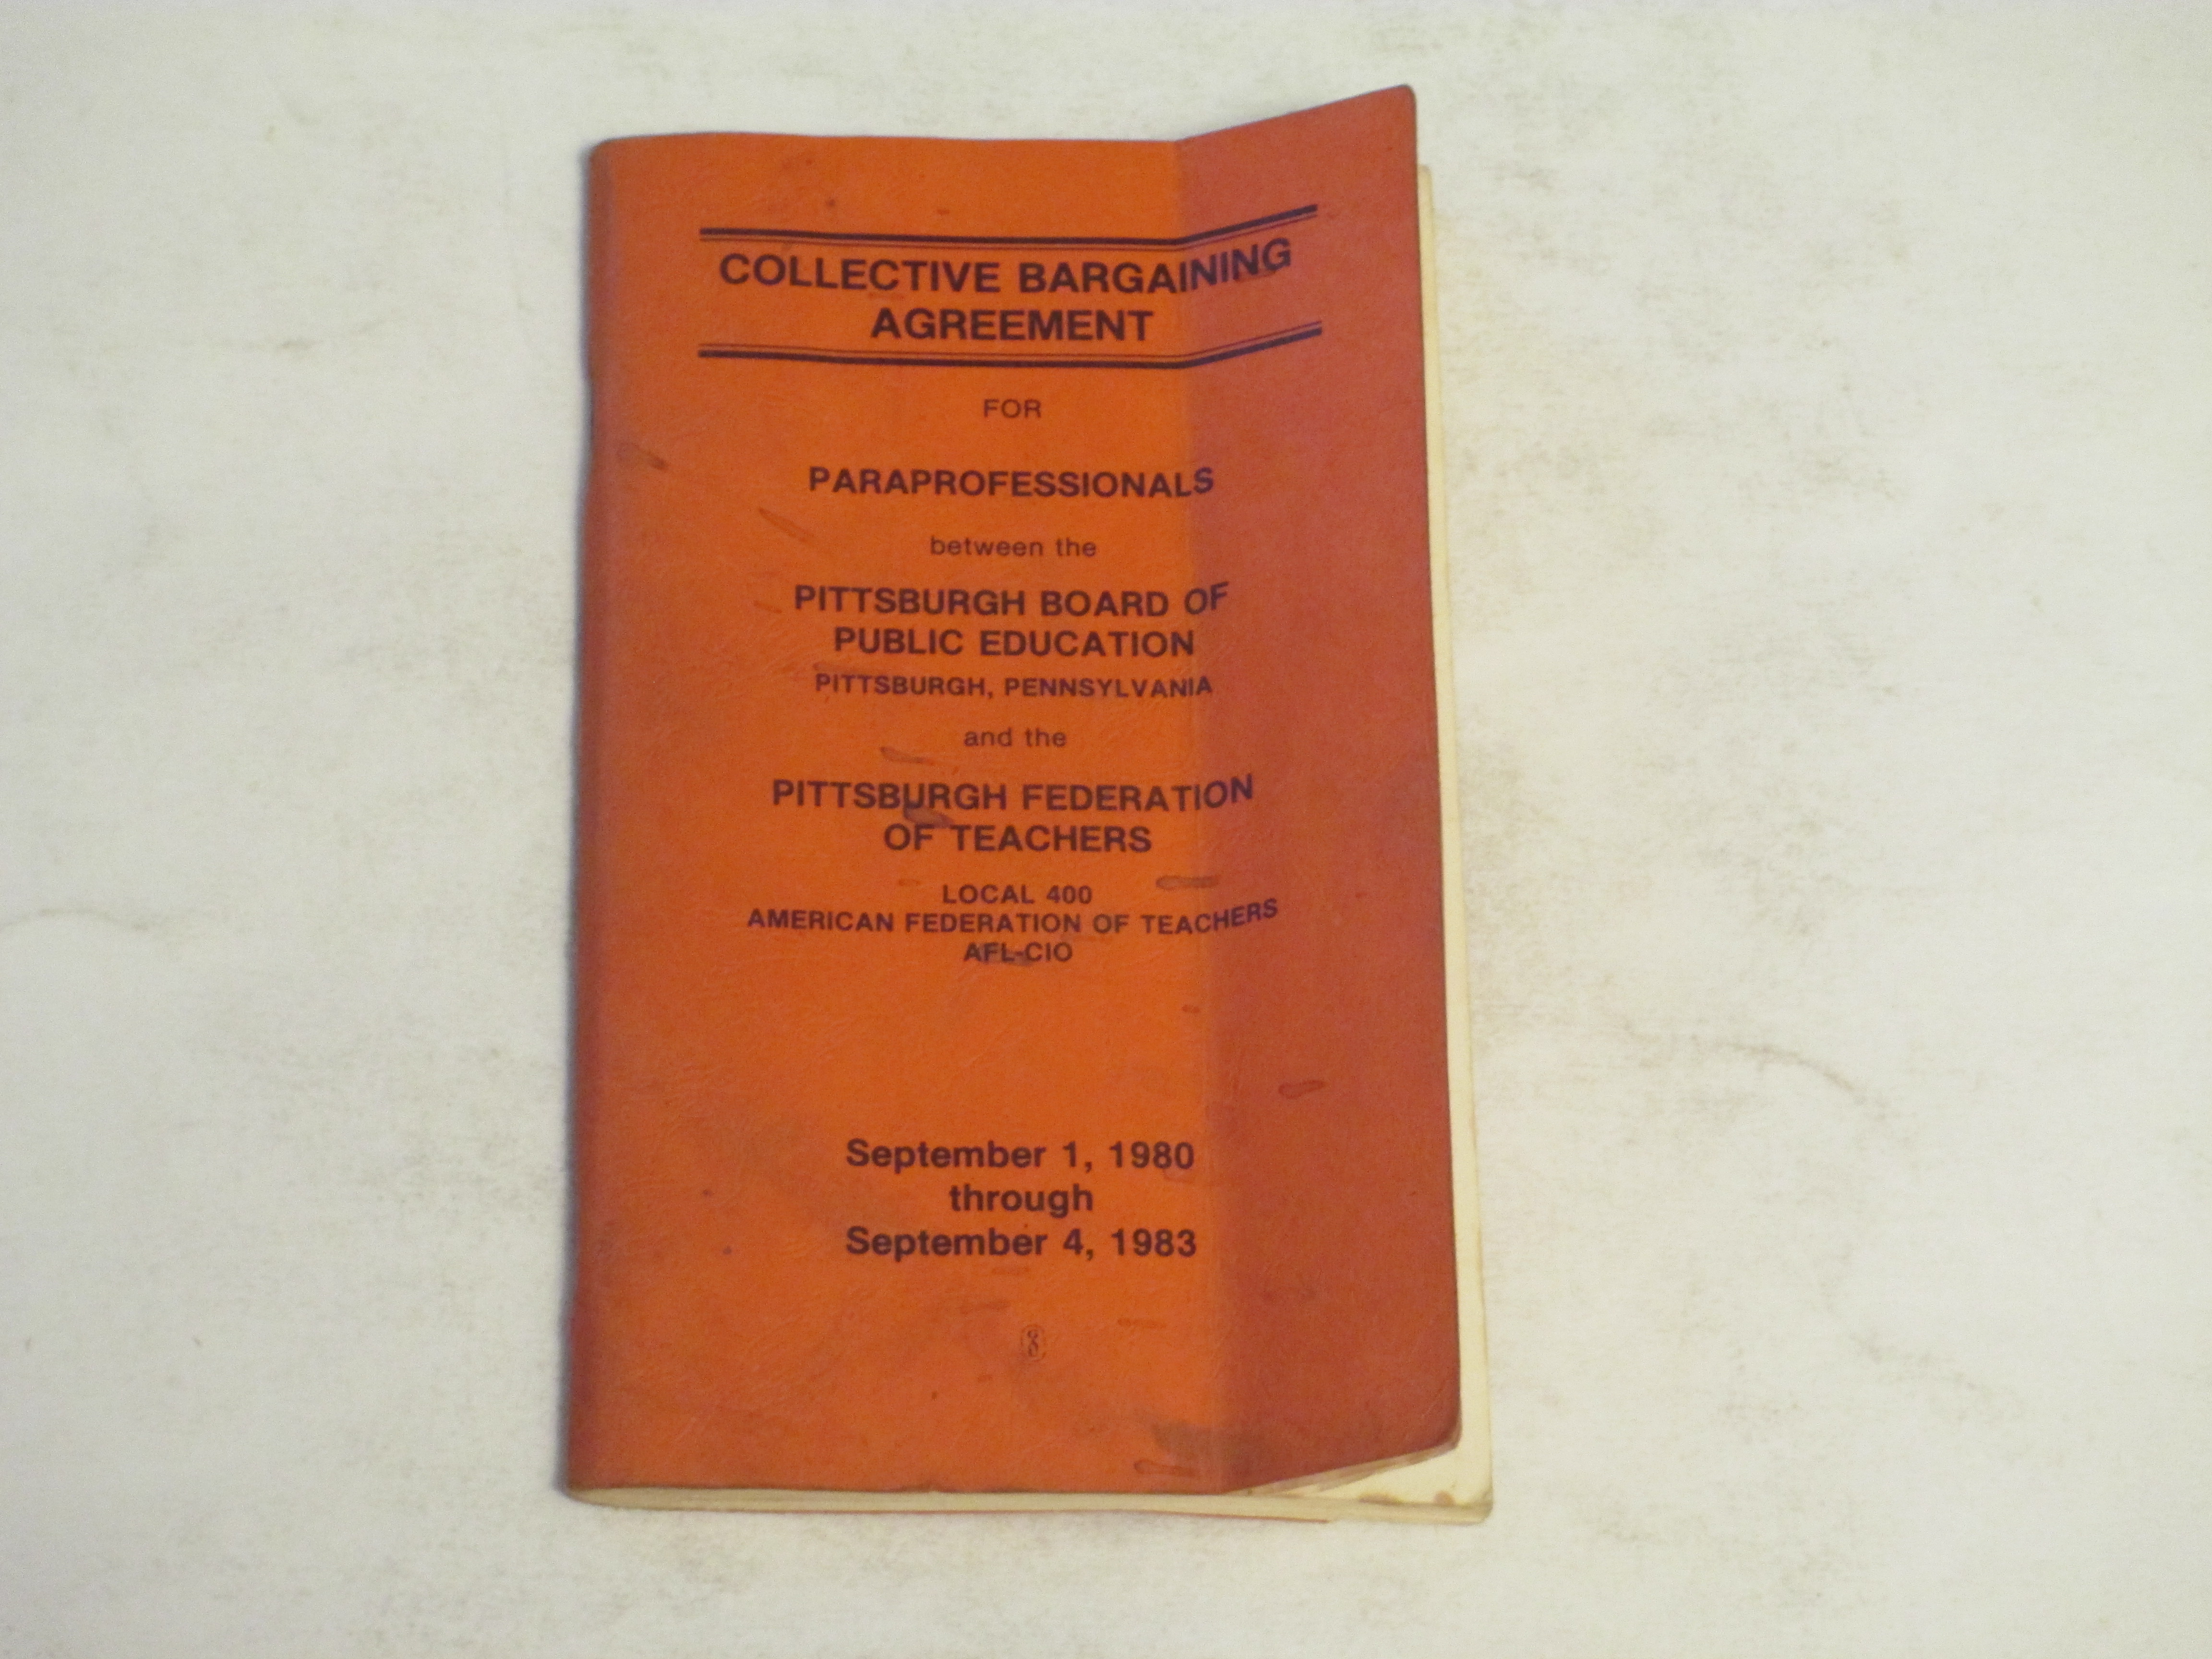 COLLECTIVE BARGAINING
AGREEMENT
FOR
PARAPROFESSIONALS
between the
PITTSBURGH BOARD OF
PUBLIC EDUCATION
PITTSBURGH, PENNSYLVANIA
and the
PITTSBURGH FEDERATION
OF TEACHERS
LOCAL 400
AMERICAN FEDERATION OF TEACHERS
AFL-CIO
September 1, 1980
through
September 4, 1983